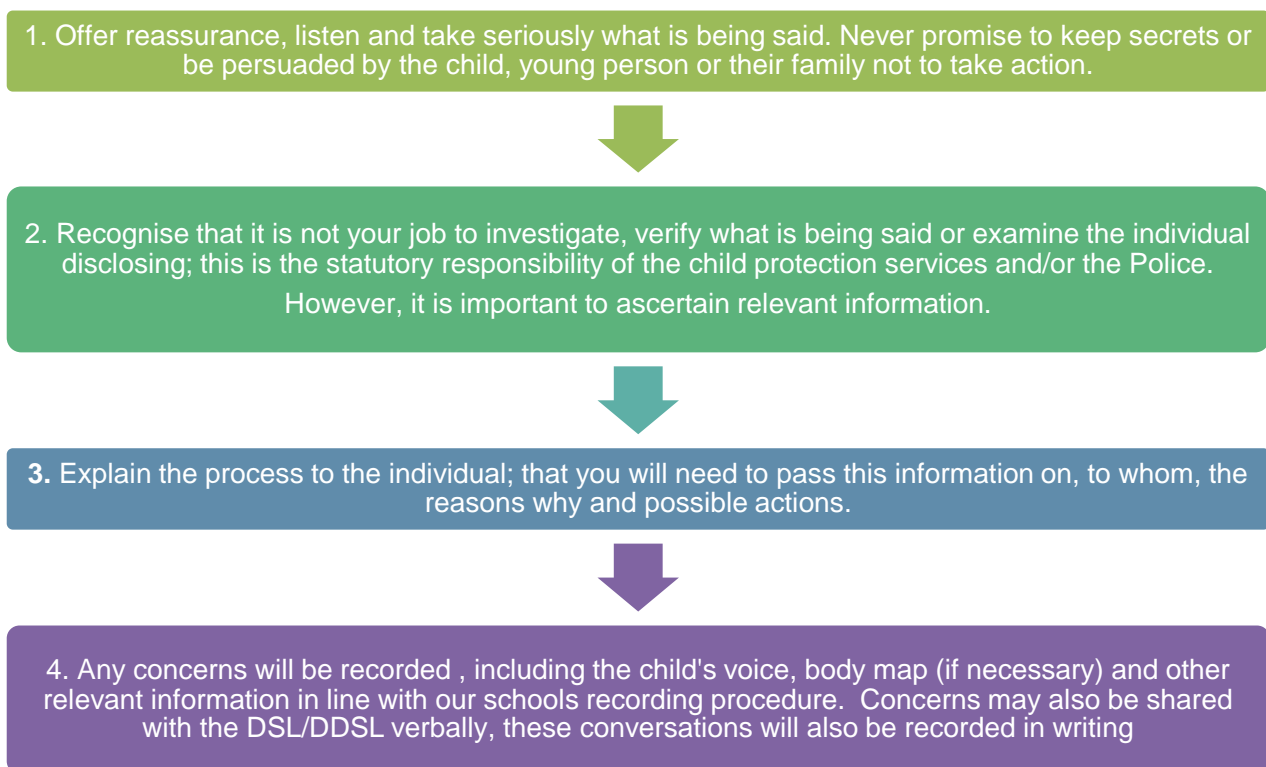 1. Offer reassurance, listen and take seriously what is being said. Never promise to keep secrets or
be persuaded by the child, young person or their family not to take action.
2. Recognise that it is not your job to investigate, verify what is being said or examine the individual
disclosing; this is the statutory responsibility of the child protection services and/or the Police.
However, it is important to ascertain relevant information.
3. Explain the process to the individual; that you will need to pass this information on, to whom, the
reasons why and possible actions.
4. Any concerns will be recorded , including the child's voice, body map (if necessary) and other
relevant information in line with our schools recording procedure.  Concerns may also be shared
with the DSL/DDSL verbally, these conversations will also be recorded in writing